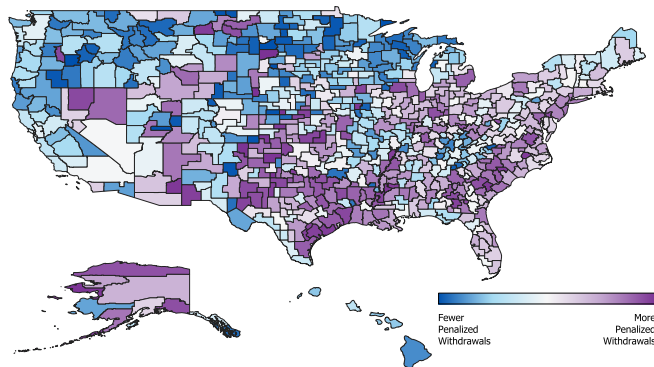 Fewer
Penalized
Withdrawals
More
Penalized
Withdrawals